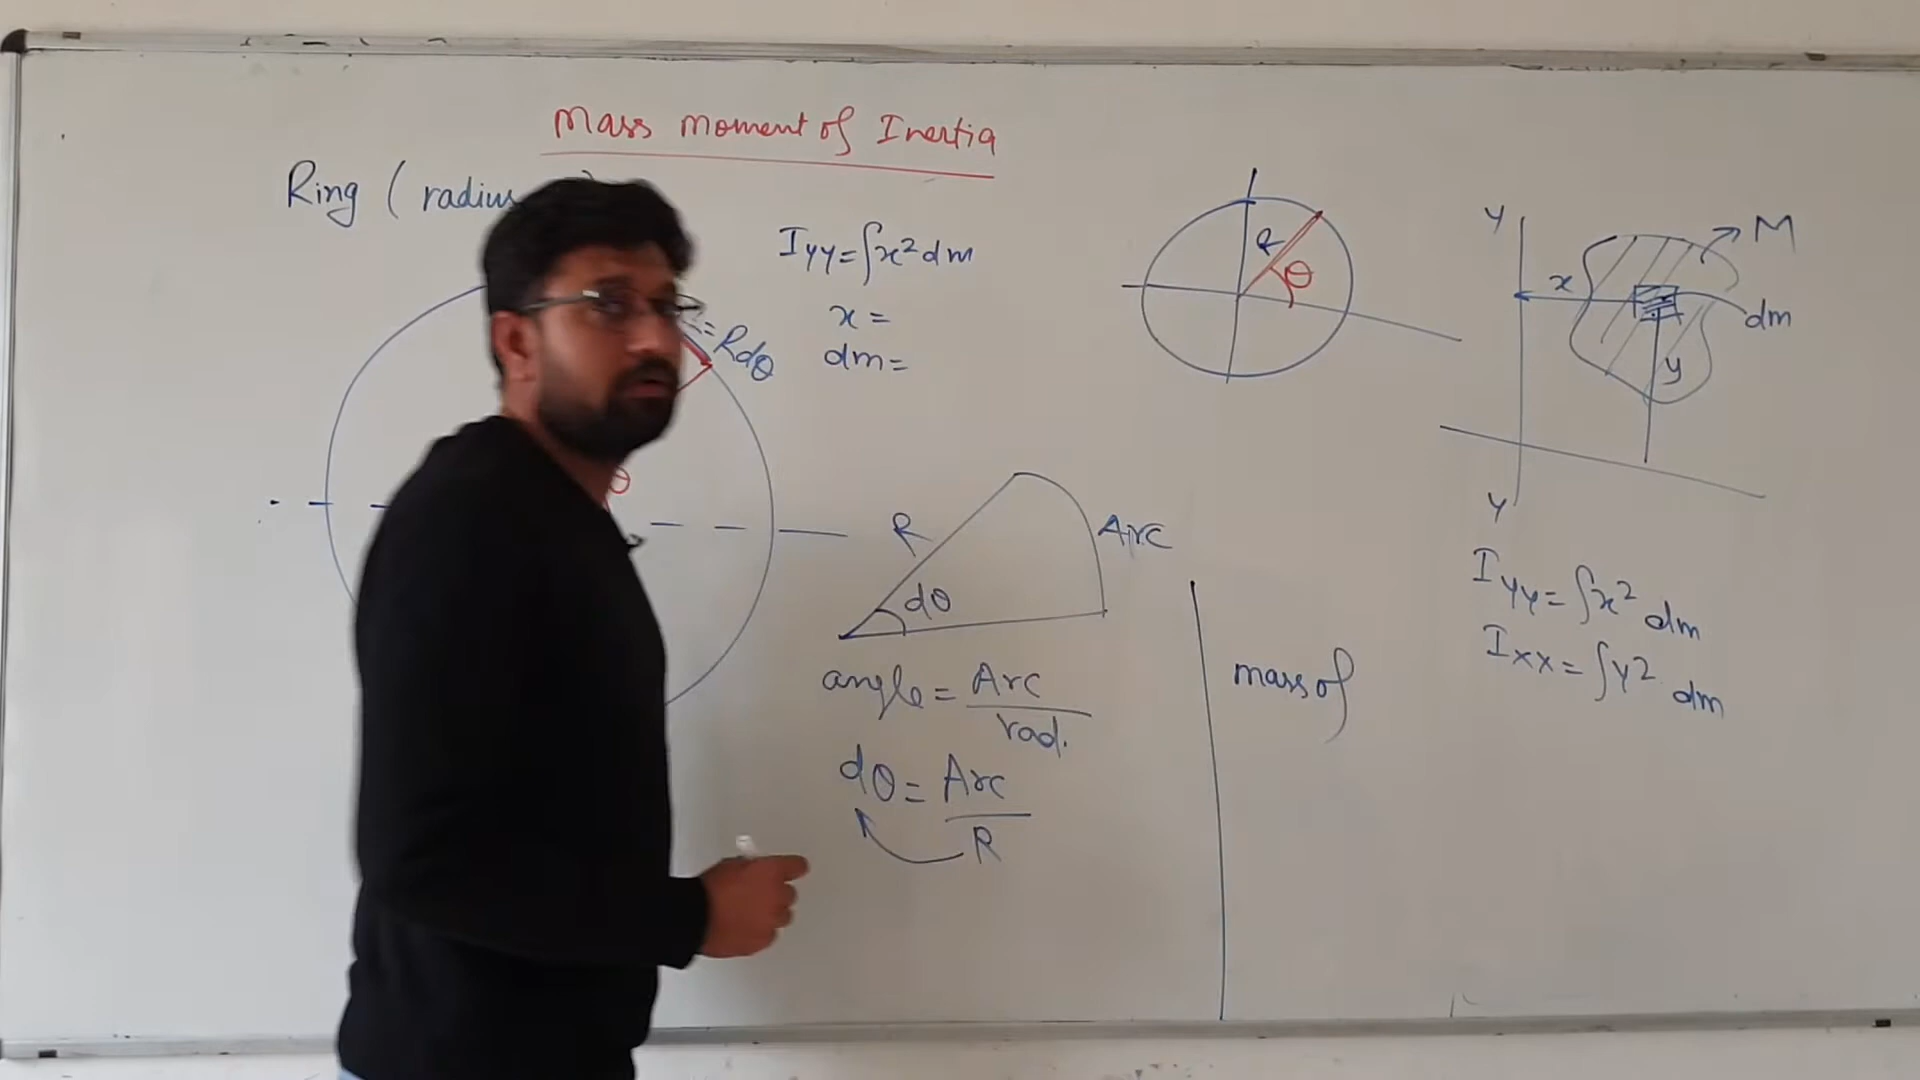 Mass moment of Inertia
Ring ( radius
Iyy = ∫x² dm
x =
dm =
= Rdθ
θ
R
θ
Y
M
x
dm
y
Y
R
Arc
dθ
angle = Arc / rad.
dθ = Arc / R
mass of
Iyy = ∫x² dm
Ixx = ∫y² dm